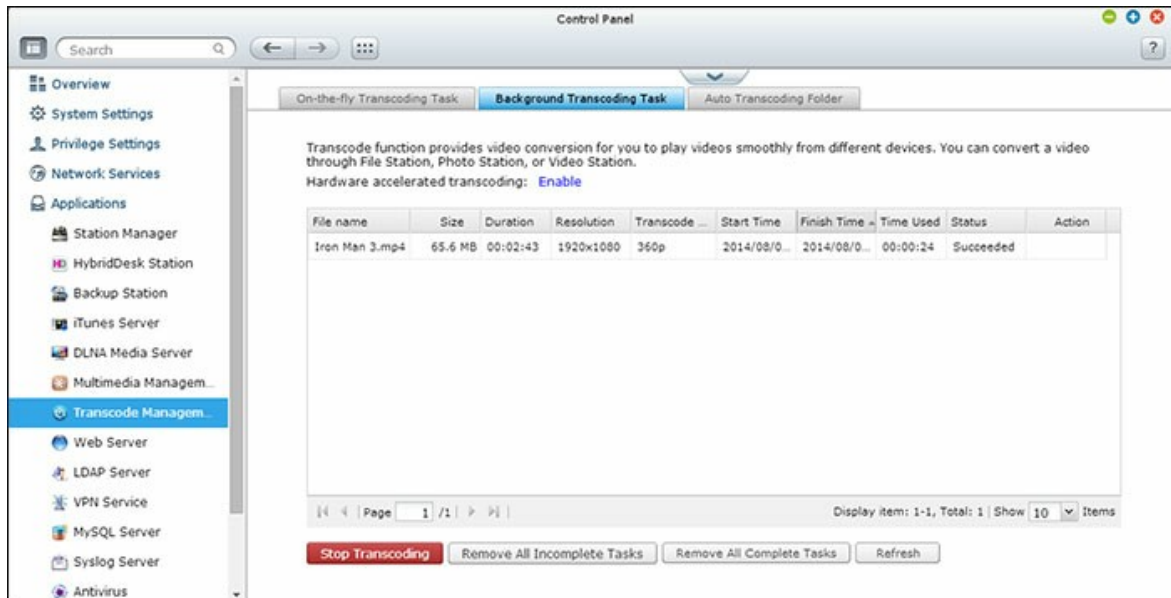 Control Panel
Search
?
Overview
System Settings
Privilege Settings
Network Services
Applications
Station Manager
HD HybridDesk Station
Backup Station
iTunes Server
DLNA Media Server
Multimedia Managem...
Transcode Managem...
Web Server
LDAP Server
VPN Service
MySQL Server
Syslog Server
Antivirus
On-the-fly Transcoding Task Background Transcoding Task Auto Transcoding Folder
Transcode function provides video conversion for you to play videos smoothly from different devices. You can convert a video
through File Station, Photo Station, or Video Station.
Hardware accelerated transcoding: Enable
File name Size Duration Resolution Transcode ... Start Time Finish Time Time Used Status Action
Iron Man 3.mp4 65.6 MB 00:02:43 1920x1080 360p 2014/08/0... 2014/08/0... 00:00:24 Succeeded
Page 1 /1 Display item: 1-1, Total: 1 Show 10 Items
Stop Transcoding Remove All Incomplete Tasks Remove All Complete Tasks Refresh